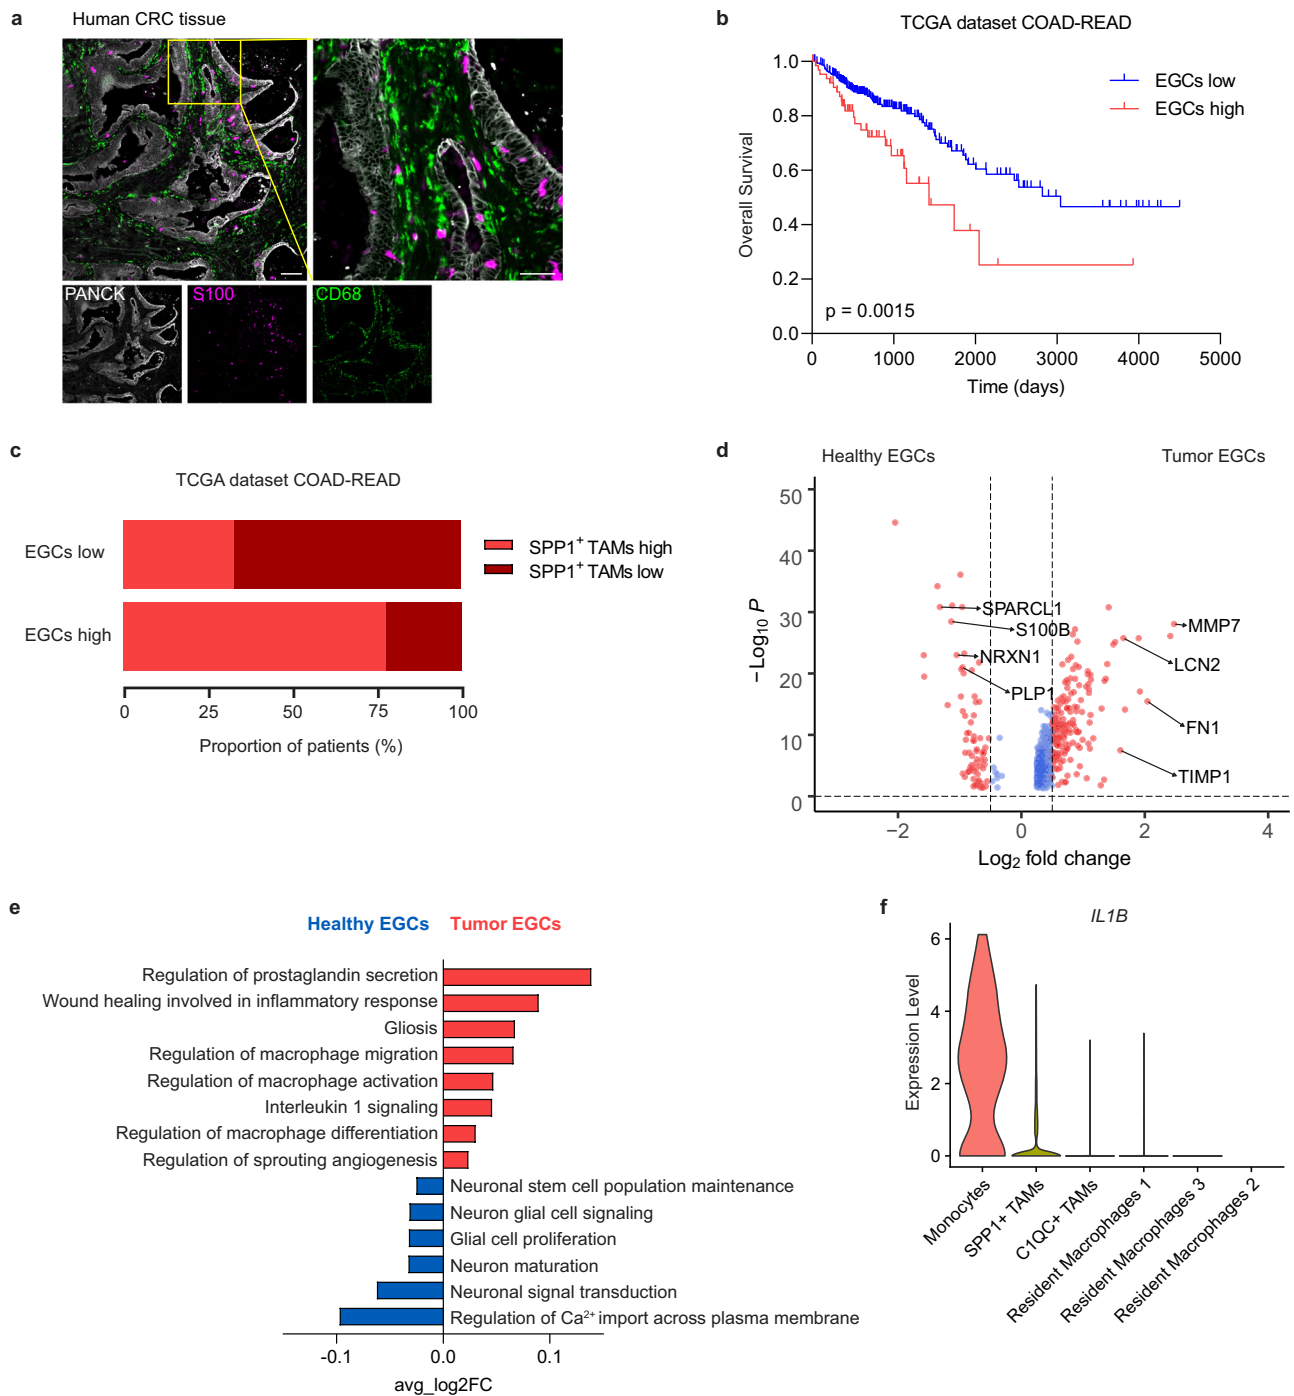 a
Human CRC tissue
PANCK
S100
CD68
b
TCGA dataset COAD-READ
Overall Survival
1.0
0.8
0.6
0.4
0.2
0.0
EGCs low
EGCs high
p = 0.0015
0
1000
2000
3000
4000
5000
Time (days)
c
TCGA dataset COAD-READ
EGCs low
EGCs high
SPP1+ TAMs high
SPP1+ TAMs low
0
25
50
75
100
Proportion of patients (%)
d
Healthy EGCs
Tumor EGCs
−Log10 P
50
40
30
20
10
0
SPARCL1
S100B
NRXN1
PLP1
MMP7
LCN2
FN1
TIMP1
−2
0
2
4
Log2 fold change
e
Healthy EGCs
Tumor EGCs
Regulation of prostaglandin secretion
Wound healing involved in inflammatory response
Gliosis
Regulation of macrophage migration
Regulation of macrophage activation
Interleukin 1 signaling
Regulation of macrophage differentiation
Regulation of sprouting angiogenesis
Neuronal stem cell population maintenance
Neuron glial cell signaling
Glial cell proliferation
Neuron maturation
Neuronal signal transduction
Regulation of Ca2+ import across plasma membrane
-0.1
0.0
0.1
avg_log2FC
f
IL1B
Expression Level
6
4
2
0
Monocytes
SPP1+ TAMs
C1QC+ TAMs
Resident Macrophages 1
Resident Macrophages 3
Resident Macrophages 2